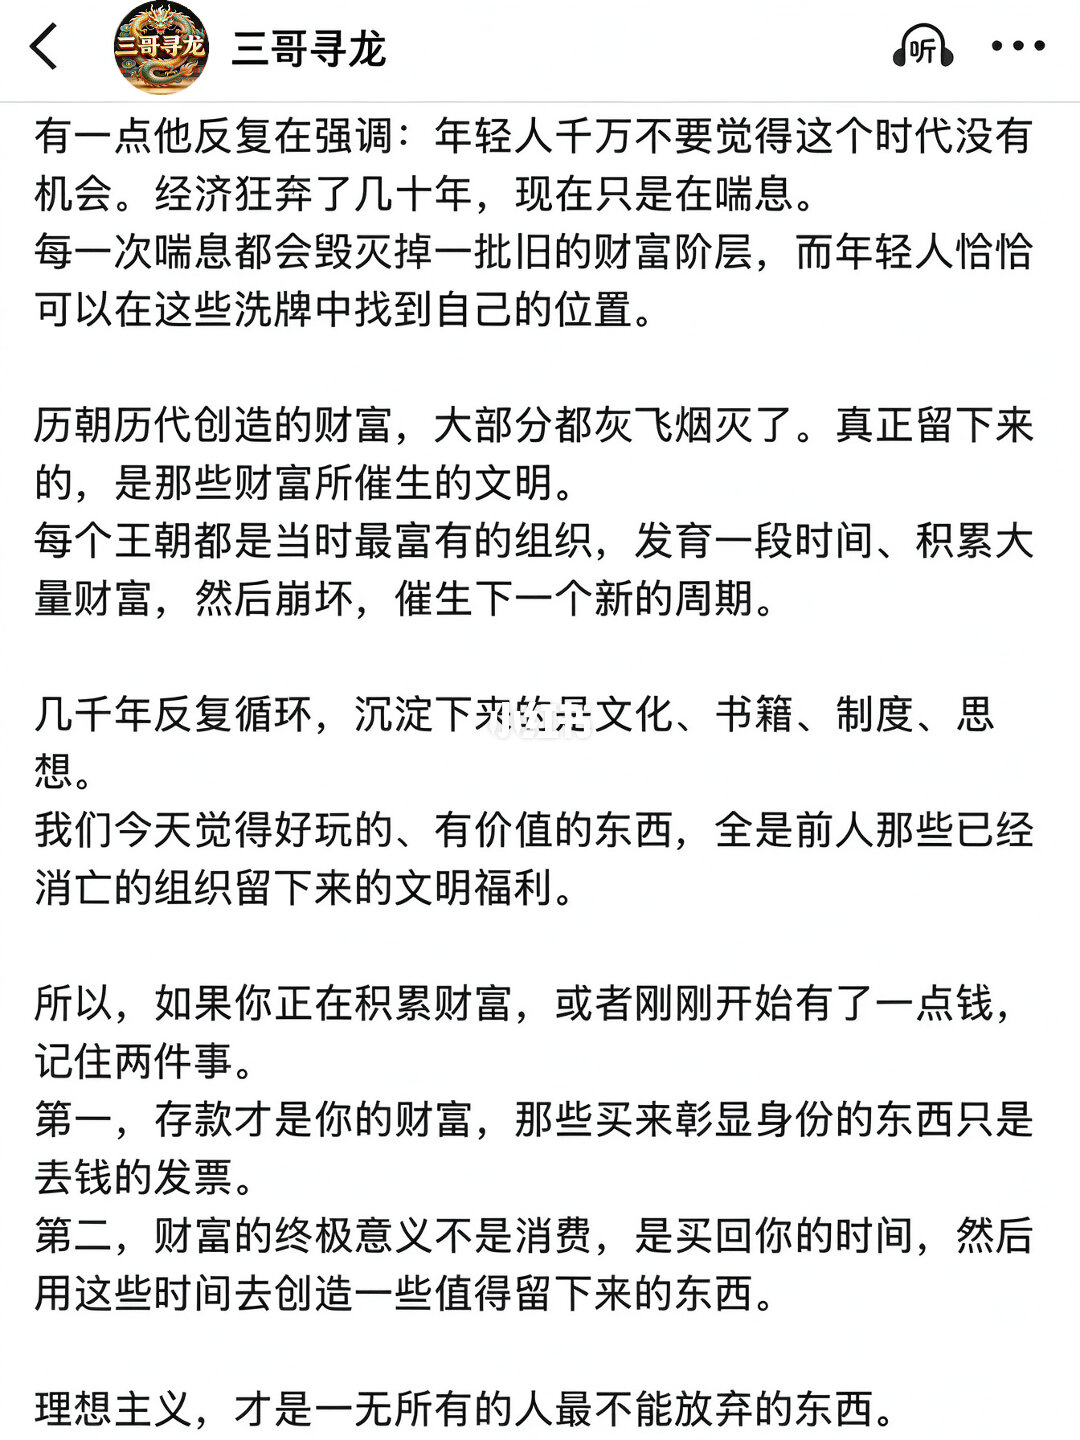 三哥寻龙
三哥寻龙
听
有一点他反复在强调：年轻人千万不要觉得这个时代没有
机会。经济狂奔了几十年，现在只是在喘息。
每一次喘息都会毁灭掉一批旧的财富阶层，而年轻人恰恰
可以在这些洗牌中找到自己的位置。
历朝历代创造的财富，大部分都灰飞烟灭了。真正留下来
的，是那些财富所催生的文明。
每个王朝都是当时最富有的组织，发育一段时间、积累大
量财富，然后崩坏，催生下一个新的周期。
几千年反复循环，沉淀下来的是文化、书籍、制度、思
想。
小红书
我们今天觉得好玩的、有价值的东西，全是前人那些已经
消亡的组织留下来的文明福利。
所以，如果你正在积累财富，或者刚刚开始有了一点钱，
记住两件事。
第一，存款才是你的财富，那些买来彰显身份的东西只是
丢钱的发票。
第二，财富的终极意义不是消费，是买回你的时间，然后
用这些时间去创造一些值得留下来的东西。
理想主义，才是一无所有的人最不能放弃的东西。